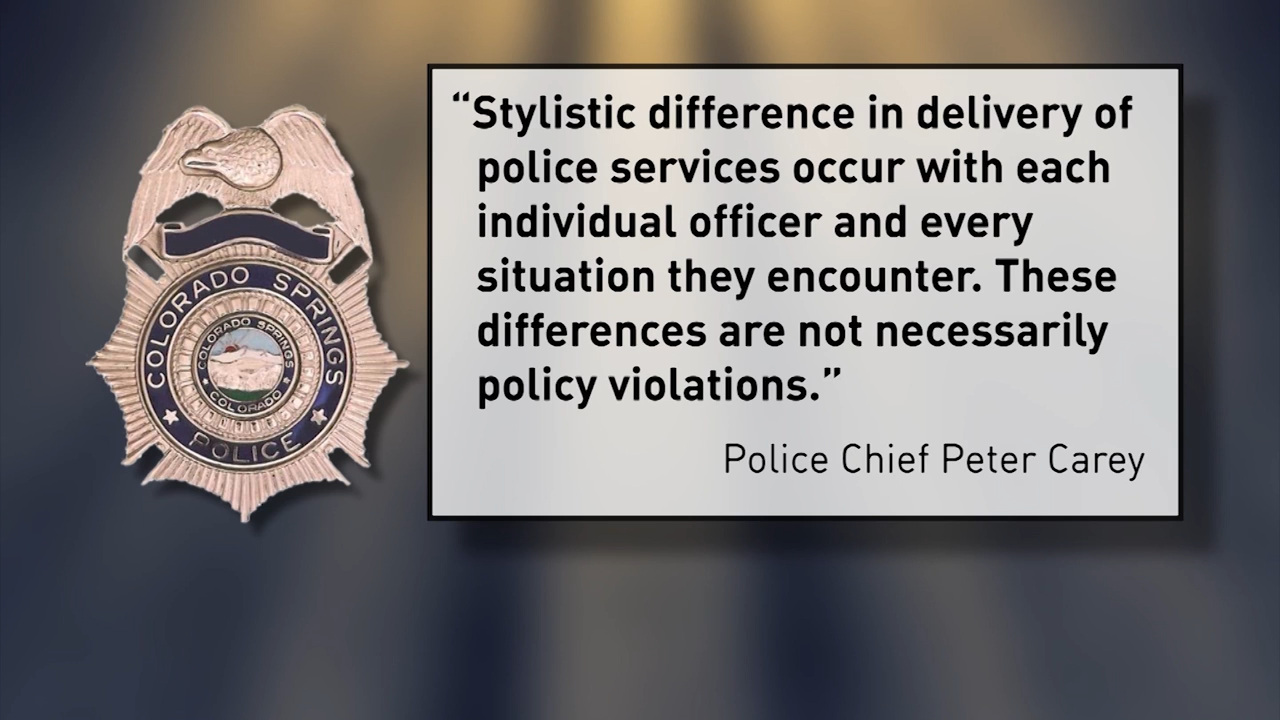 COLORADO SPRINGS
COLORADO SPRINGS
COLORADO
POLICE
“Stylistic difference in delivery of
police services occur with each
individual officer and every
situation they encounter. These
differences are not necessarily
policy violations.”
Police Chief Peter Carey